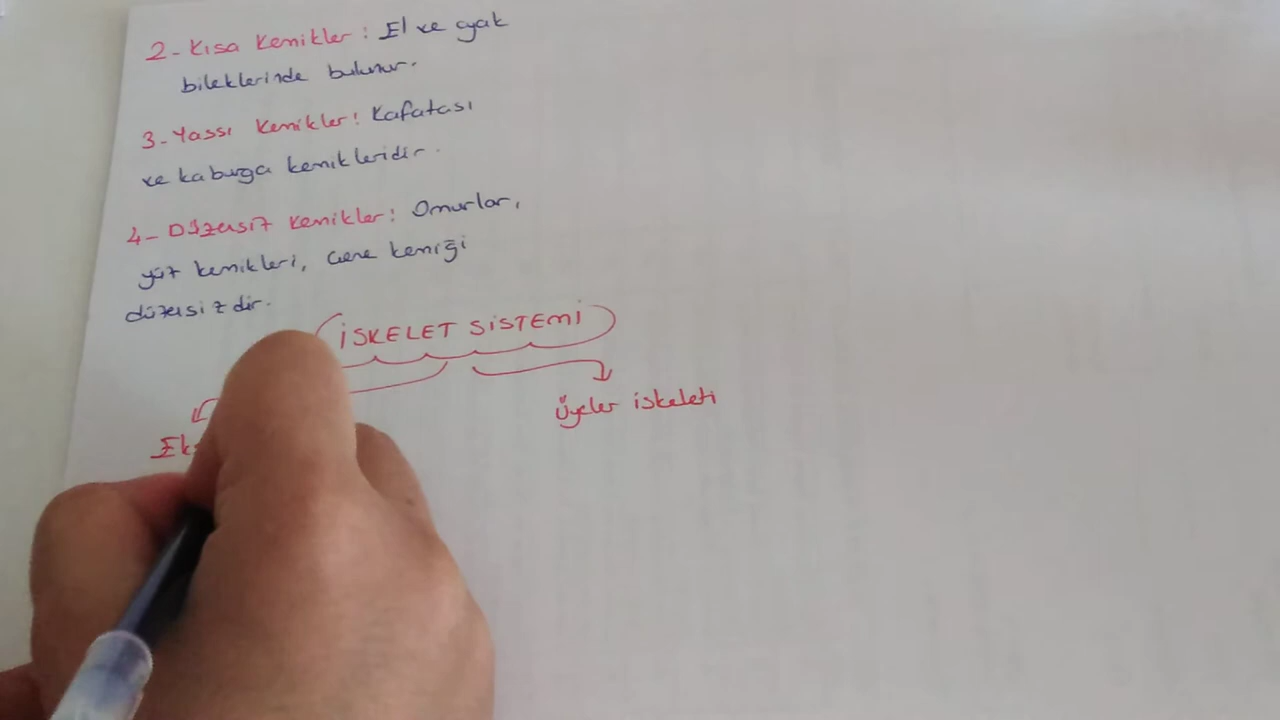 2- Kısa Kemikler: El ve ayak
bileklerinde bulunur.
3- Yassı Kemikler: Kafatası
ve kaburga kemikleridir.
4- Düzensiz Kemikler: Omurlar,
yüz kemikleri, çene kemiği
düzensizdir.
İSKELET SİSTEMİ
Üyeler iskeleti